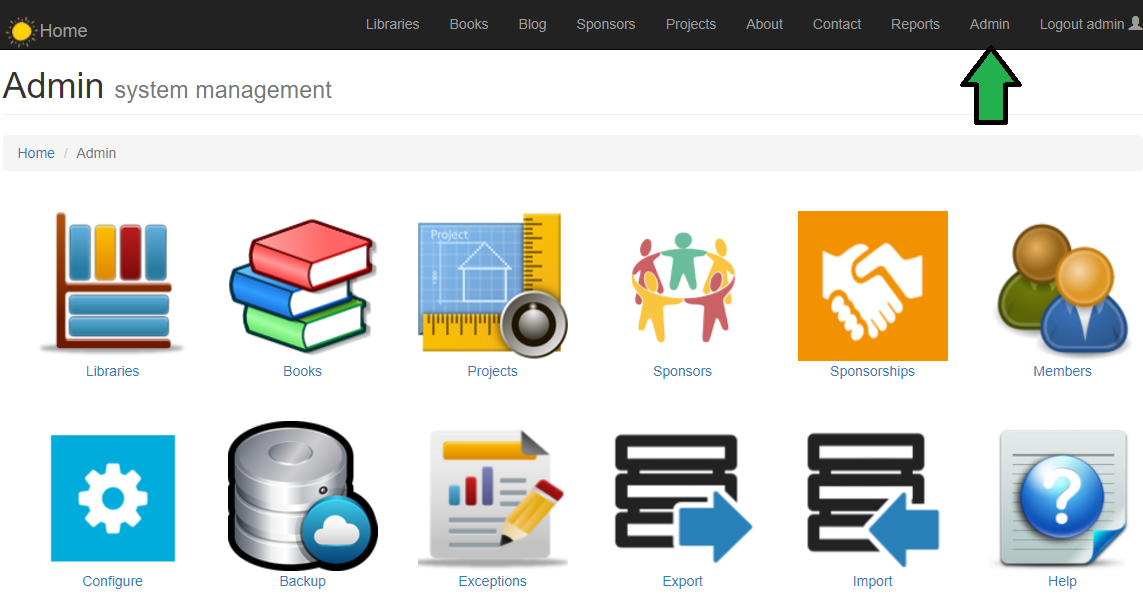 Home Libraries Books Blog Sponsors Projects About Contact Reports Admin Logout admin
Admin system management
Home / Admin
Project
Libraries Books Projects Sponsors Sponsorships Members
?
Configure Backup Exceptions Export Import Help